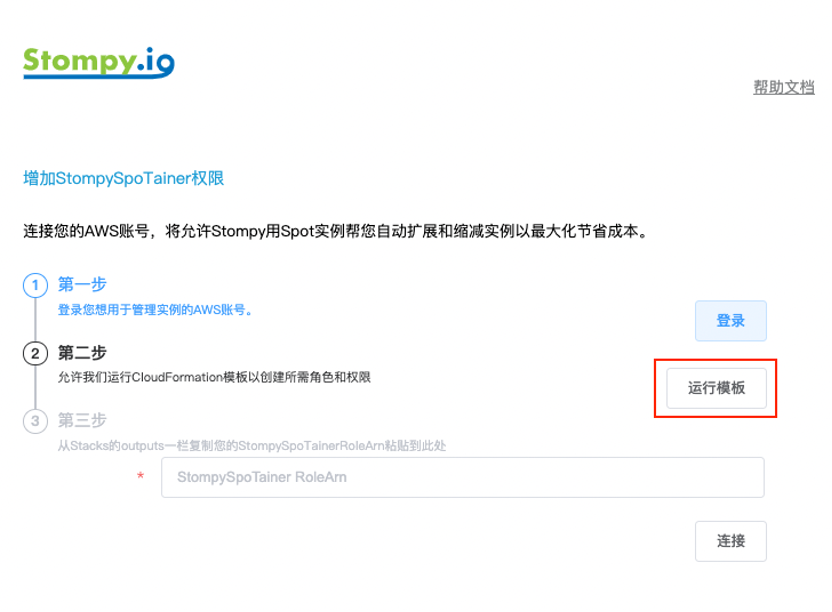 Stompy.io
帮助文档
增加StompySpoTainer权限
连接您的AWS账号，将允许Stompy用Spot实例帮您自动扩展和缩减实例以最大化节省成本。
1 第一步
登录您想用于管理实例的AWS账号。
登录
2 第二步
允许我们运行CloudFormation模板以创建所需角色和权限
运行模板
3 第三步
从Stacks的outputs一栏复制您的StompySpoTainerRoleArn粘贴到此处
* StompySpoTainer RoleArn
连接